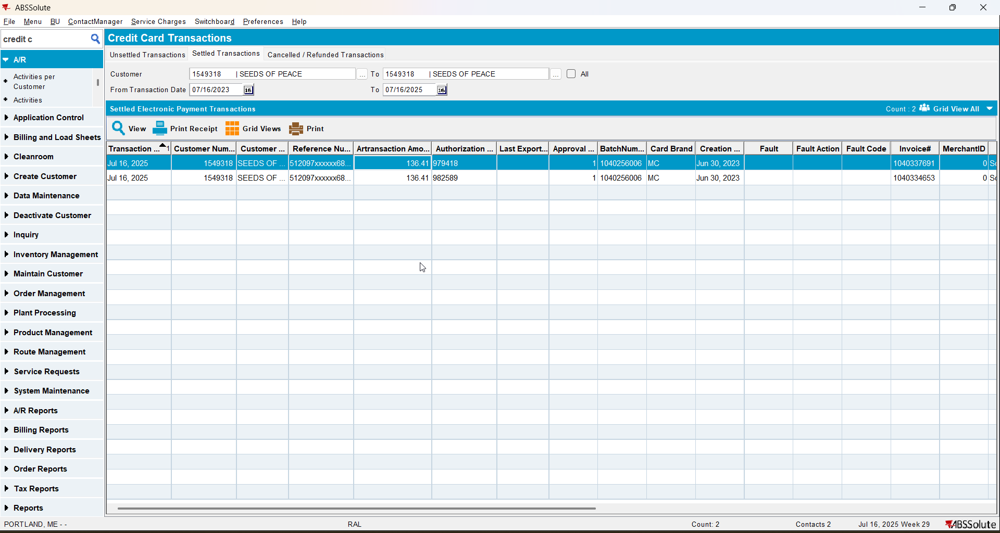 ABSSolute
File Menu BU ContactManager Service Charges Switchboard Preferences Help
credit c
Credit Card Transactions
A/R
Activities per
Customer
Activities
Application Control
Billing and Load Sheets
Cleanroom
Create Customer
Data Maintenance
Deactivate Customer
Inquiry
Inventory Management
Maintain Customer
Order Management
Plant Processing
Product Management
Route Management
Service Requests
System Maintenance
A/R Reports
Billing Reports
Delivery Reports
Order Reports
Tax Reports
Reports
Unsettled Transactions Settled Transactions Cancelled / Refunded Transactions
Customer 1549318 | SEEDS OF PEACE ... To 1549318 | SEEDS OF PEACE ... All
From Transaction Date 07/16/2023 16 To 07/16/2025 16
Settled Electronic Payment Transactions Count : 2 Grid View All
View Print Receipt Grid Views Print
Transaction ... 1 Customer Num... Customer ... Reference Nu... Artransaction Amo... Authorization ... Last Export... Approval ... BatchNum... Card Brand Creation ... Fault Fault Action Fault Code Invoice# MerchantID
Jul 16, 2025 1549318 SEEDS OF ... 512097xxxxxx68... 136.41 979418 1 1040256006 MC Jun 30, 2023 1040337691 0
Jul 16, 2025 1549318 SEEDS OF ... 512097xxxxxx68... 136.41 982589 1 1040256006 MC Jun 30, 2023 1040334653 0
PORTLAND, ME - - RAL Count: 2 Contacts 2 Jul 16, 2025 Week 29 ABSSolute